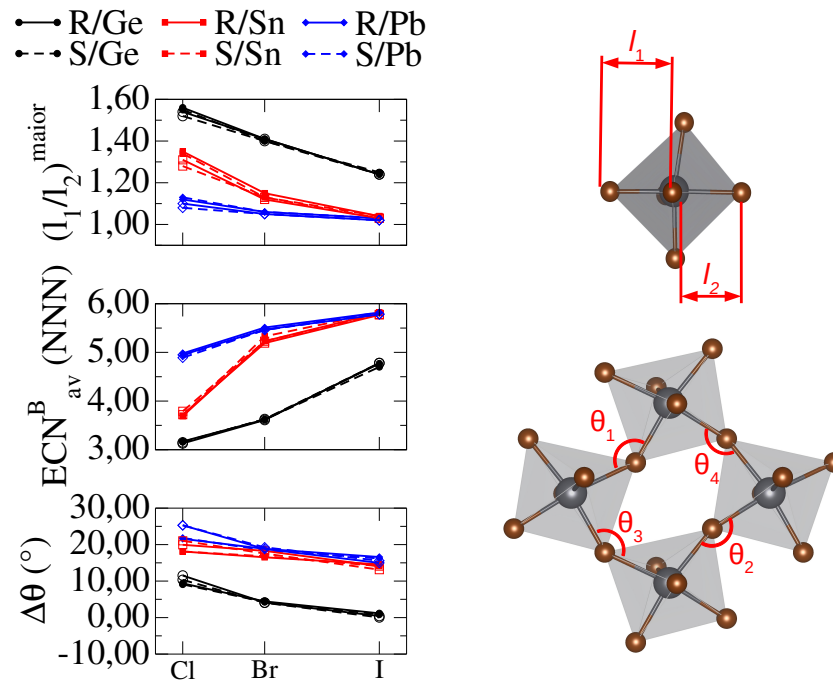 R/Ge R/Sn R/Pb
S/Ge S/Sn S/Pb
(l₁/l₂)ᵐᵃⁱᵒʳ
1,60
1,40
1,20
1,00
ECNᴮₐᵥ (NNN)
6,00
5,00
4,00
3,00
Δθ (°)
30,00
20,00
10,00
0,00
-10,00
Cl Br I
l₁
l₂
θ₁
θ₄
θ₃
θ₂